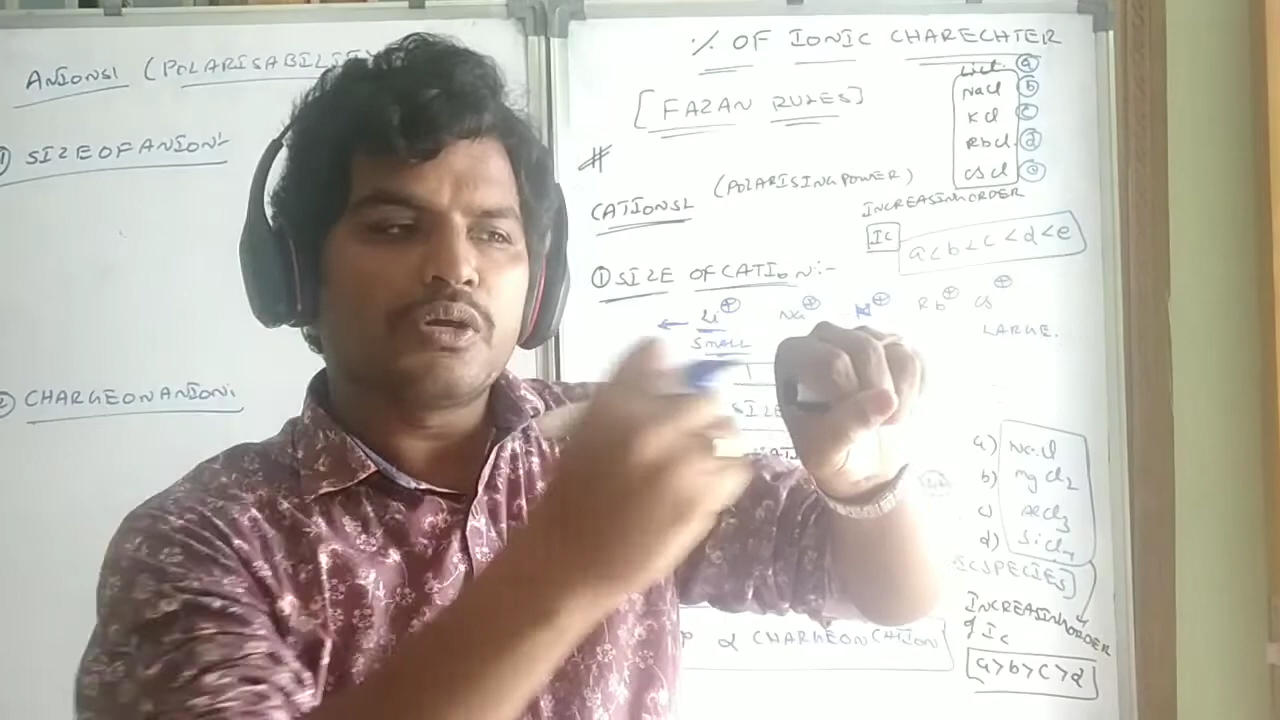 ANIONS! (POLARISABILITY
① SIZE OF ANION:-
② CHARGE ON ANION:
% OF IONIC CHARECHTER
[FAZAN RULES]
#
LiCl ⓐ
NaCl ⓑ
KCl ⓒ
RbCl ⓓ
CsCl ⓔ
INCREASING ORDER
IC a<b<c<d<e
(POLARISING POWER)
CATIONS!
① SIZE OF CATION:-
Li⊕ Na⊕ K⊕ Rb⊕ Cs⊕
SMALL
LARGE.
SIZE
a) NaCl
b) MgCl2
c) AlCl3
d) SiCl4
SPECIES]
INCREASING ORDER
of Ic
a>b>c>d
P α CHARGE ON CATION